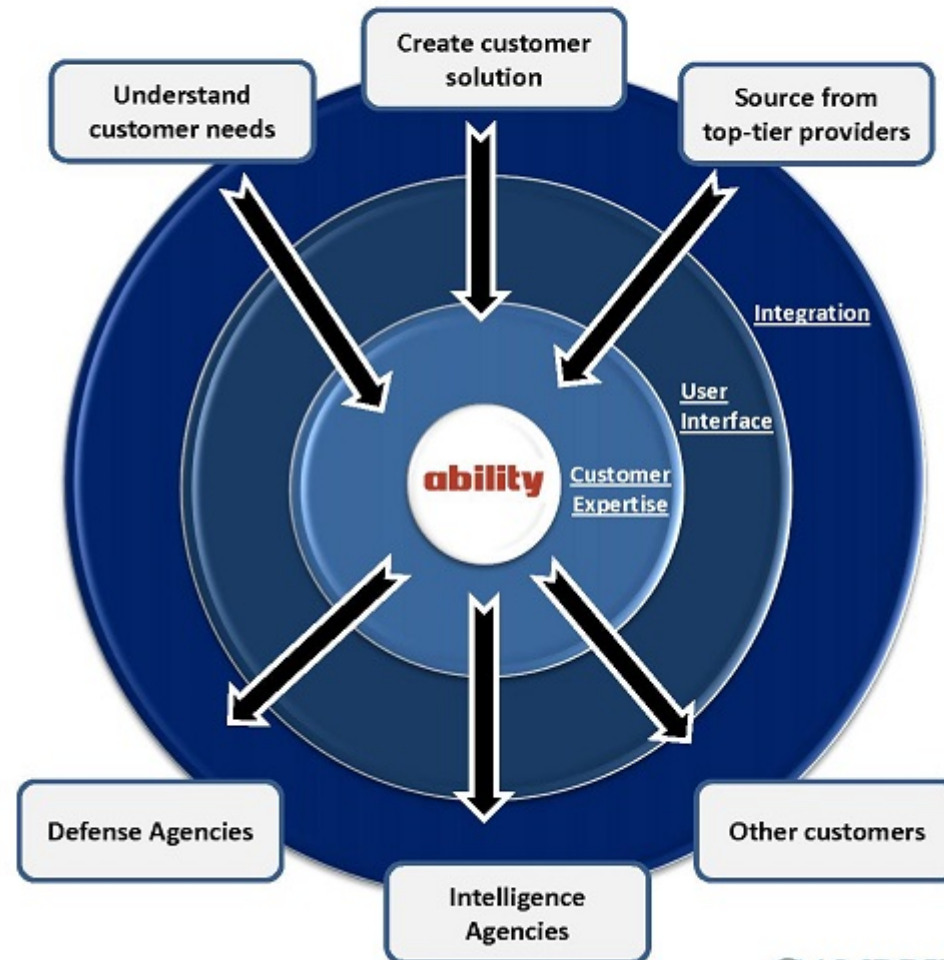 Create customer
solution
Understand
customer needs
Source from
top-tier providers
Integration
User
Interface
ability
Customer
Expertise
Defense Agencies
Other customers
Intelligence
Agencies